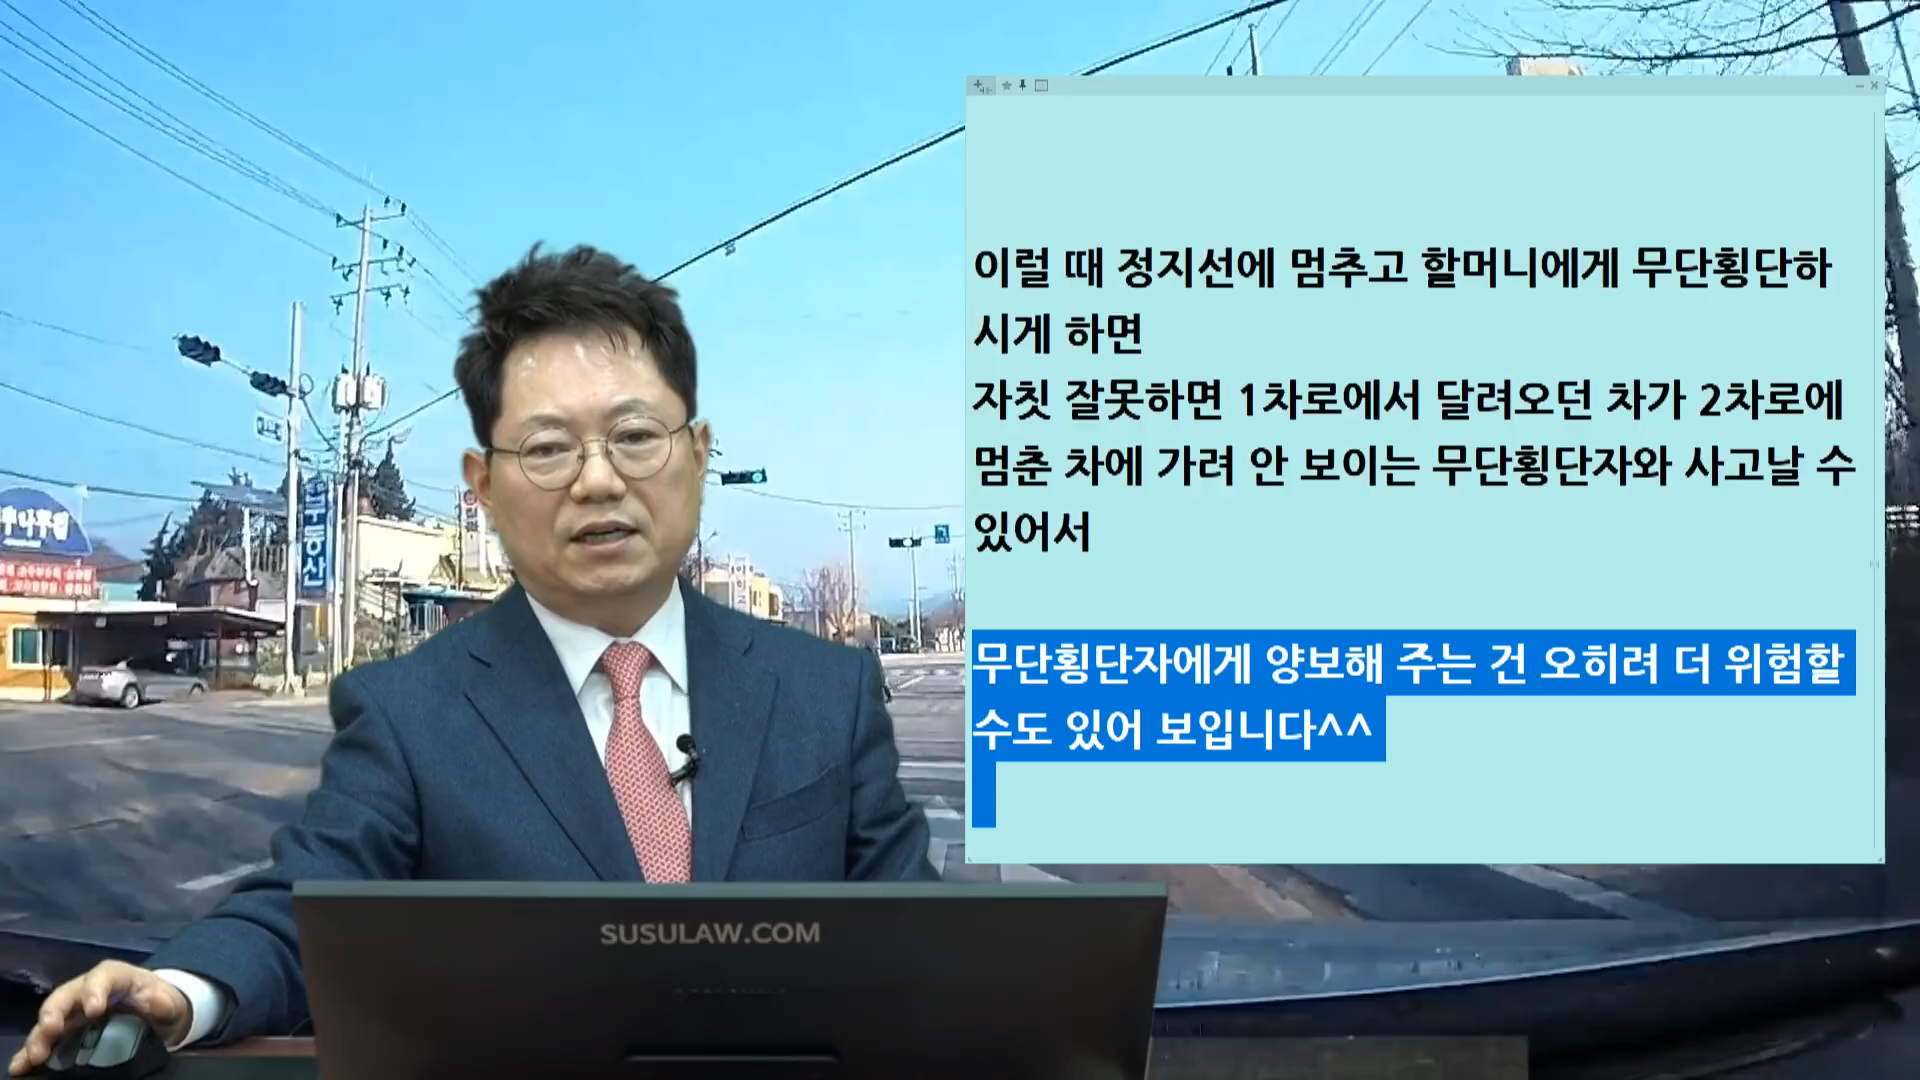 이럴 때 정지선에 멈추고 할머니에게 무단횡단하
시게 하면
자칫 잘못하면 1차로에서 달려오던 차가 2차로에
멈춘 차에 가려 안 보이는 무단횡단자와 사고날 수
있어서
무단횡단자에게 양보해 주는 건 오히려 더 위험할
수도 있어 보입니다^^
부동산
SUSULAW.COM